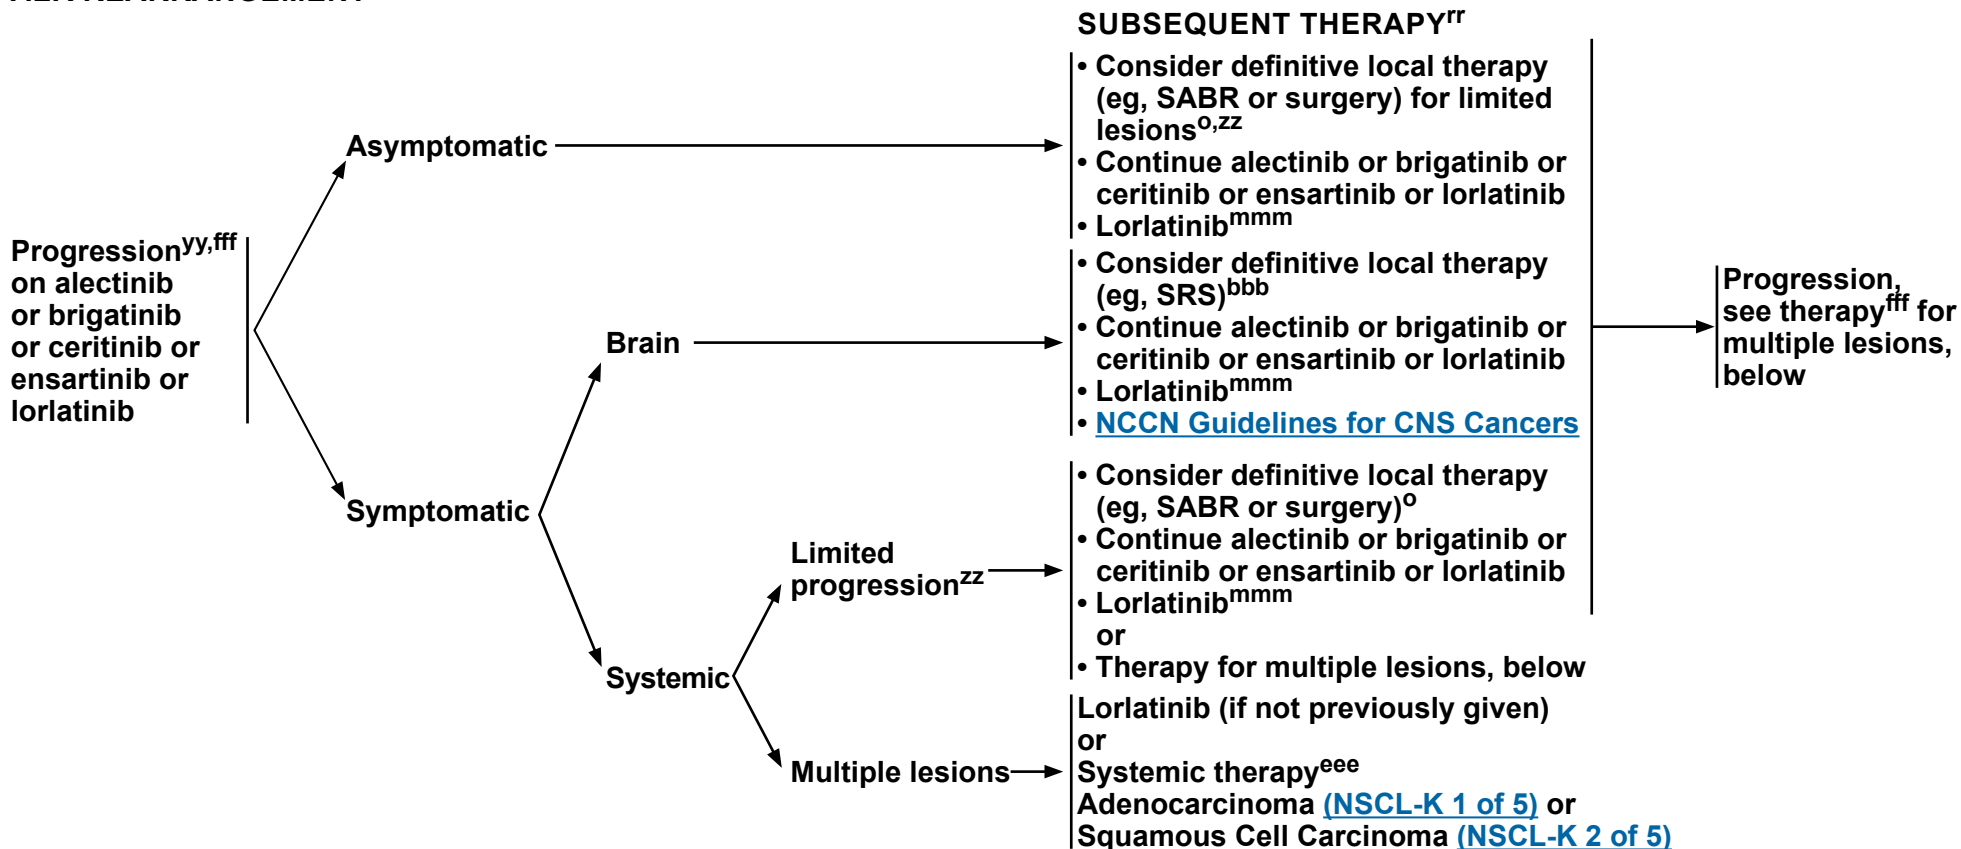 SUBSEQUENT THERAPYrr
• Consider definitive local therapy
(eg, SABR or surgery) for limited
lesionso,zz
• Continue alectinib or brigatinib or
ceritinib or ensartinib or lorlatinib
• Lorlatinibmmm
Asymptomatic
Progressionyy,fff
on alectinib
or brigatinib
or ceritinib or
ensartinib or
lorlatinib
Symptomatic
Brain
• Consider definitive local therapy
(eg, SRS)bbb
• Continue alectinib or brigatinib or
ceritinib or ensartinib or lorlatinib
• Lorlatinibmmm
• NCCN Guidelines for CNS Cancers
Systemic
Limited
progressionzz
• Consider definitive local therapy
(eg, SABR or surgery)o
• Continue alectinib or brigatinib or
ceritinib or ensartinib or lorlatinib
• Lorlatinibmmm
or
• Therapy for multiple lesions, below
Multiple lesions
Lorlatinib (if not previously given)
or
Systemic therapyeee
Adenocarcinoma (NSCL-K 1 of 5) or
Squamous Cell Carcinoma (NSCL-K 2 of 5)
Progression,
see therapyfff for
multiple lesions,
below